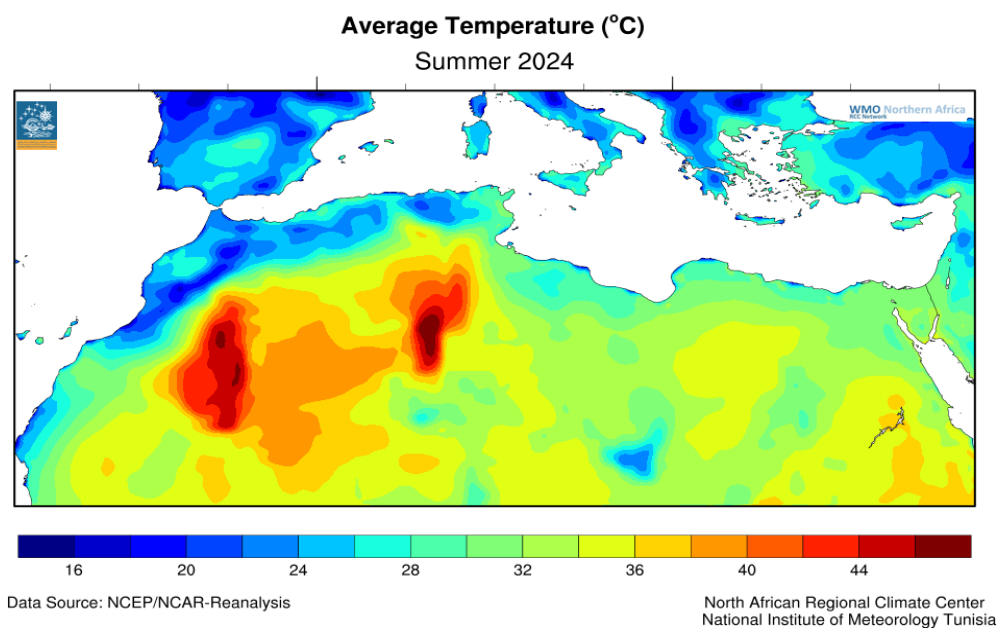 Average Temperature (°C)
Summer 2024
WMO Northern Africa
RCC Network
16 20 24 28 32 36 40 44
Data Source: NCEP/NCAR-Reanalysis
North African Regional Climate Center
National Institute of Meteorology Tunisia